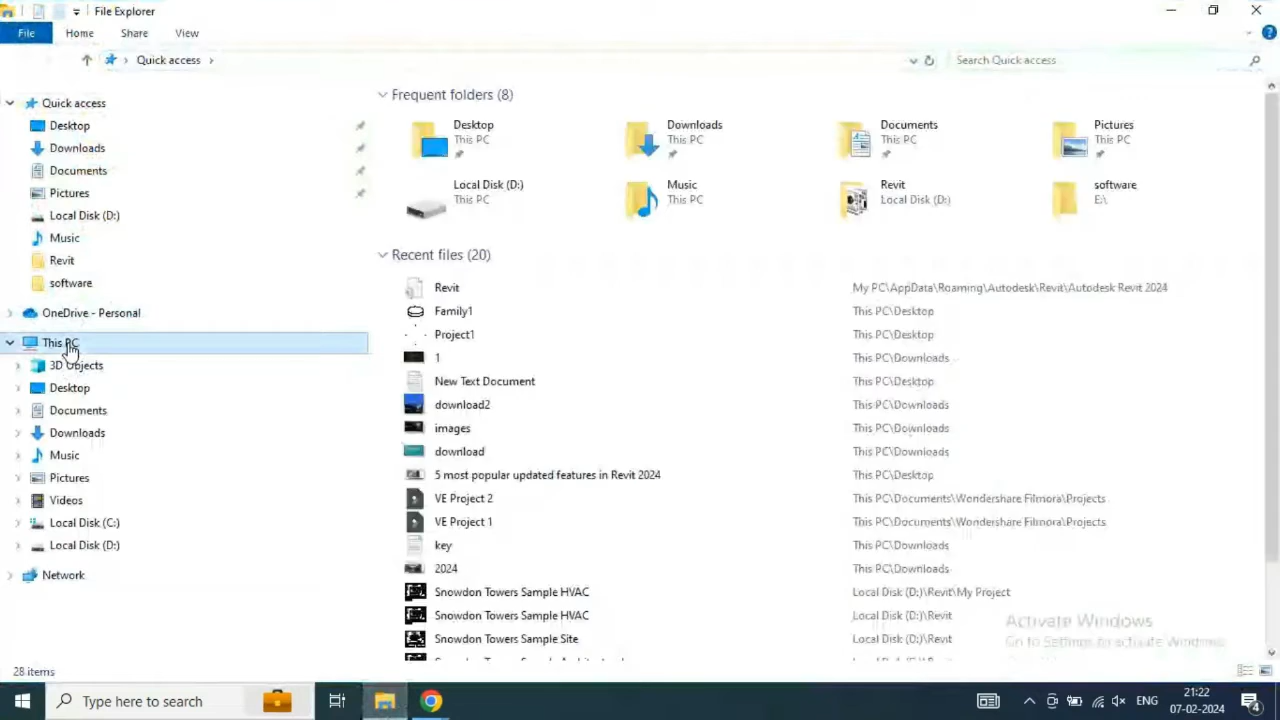 File Explorer
File Home Share View
Quick access
Search Quick access
Quick access
Desktop
Downloads
Documents
Pictures
Local Disk (D:)
Music
Revit
software
OneDrive - Personal
This PC
3D Objects
Desktop
Documents
Downloads
Music
Pictures
Videos
Local Disk (C:)
Local Disk (D:)
Network
Frequent folders (8)
Desktop
This PC
Downloads
This PC
Documents
This PC
Pictures
This PC
Local Disk (D:)
This PC
Music
This PC
Revit
Local Disk (D:)
software
E:\
Recent files (20)
Revit My PC\AppData\Roaming\Autodesk\Revit\Autodesk Revit 2024
Family1 This PC\Desktop
Project1 This PC\Desktop
1 This PC\Downloads
New Text Document This PC\Desktop
download2 This PC\Downloads
images This PC\Downloads
download This PC\Downloads
5 most popular updated features in Revit 2024 This PC\Desktop
VE Project 2 This PC\Documents\Wondershare Filmora\Projects
VE Project 1 This PC\Documents\Wondershare Filmora\Projects
key This PC\Downloads
2024 This PC\Downloads
Snowdon Towers Sample HVAC Local Disk (D:)\Revit\My Project
Snowdon Towers Sample HVAC Local Disk (D:)\Revit
Snowdon Towers Sample Site Local Disk (D:)\Revit
Activate Windows
Go to Settings to activate Windows.
28 items
Type here to search
ENG
21:22
07-02-2024
4